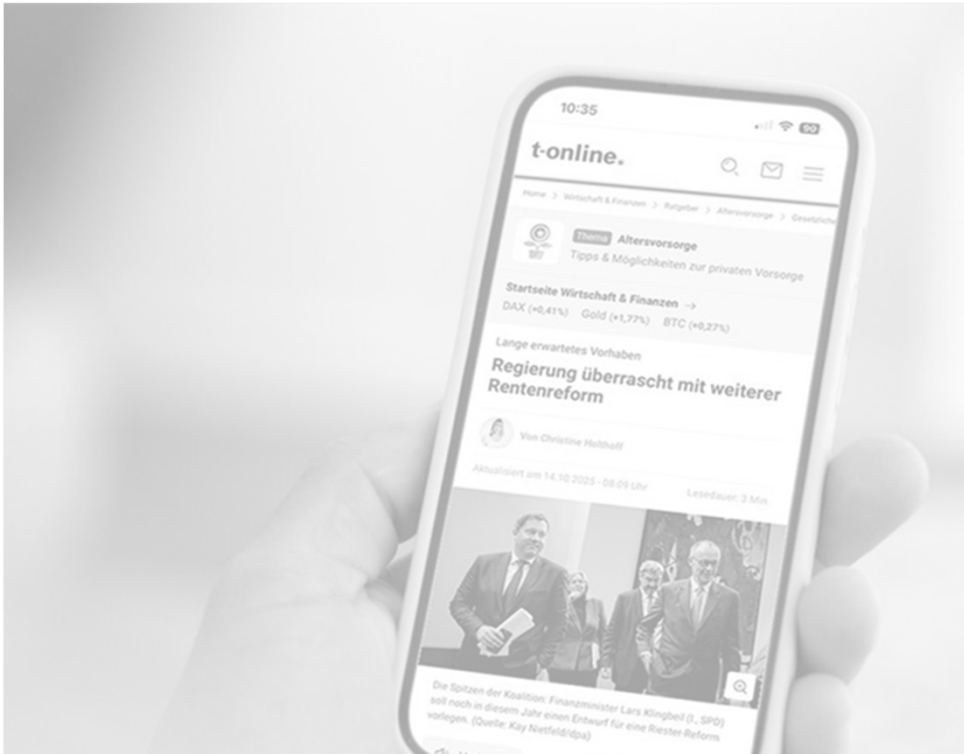 10:35
90
t-online.
Home > Wirtschaft & Finanzen > Ratgeber > Altersvorsorge > Gesetzliche
Thema Altersvorsorge
Tipps & Möglichkeiten zur privaten Vorsorge
Startseite Wirtschaft & Finanzen →
DAX (+0,41%) Gold (+1,77%) BTC (+0,27%)
Lange erwartetes Vorhaben
Regierung überrascht mit weiterer
Rentenreform
Von Christine Holthoff
Aktualisiert am 14.10.2025 - 08:09 Uhr Lesedauer: 3 Min.
Die Spitzen der Koalition: Finanzminister Lars Klingbeil (l., SPD)
soll noch in diesem Jahr einen Entwurf für eine Riester-Reform
vorlegen. (Quelle: Kay Nietfeld/dpa)